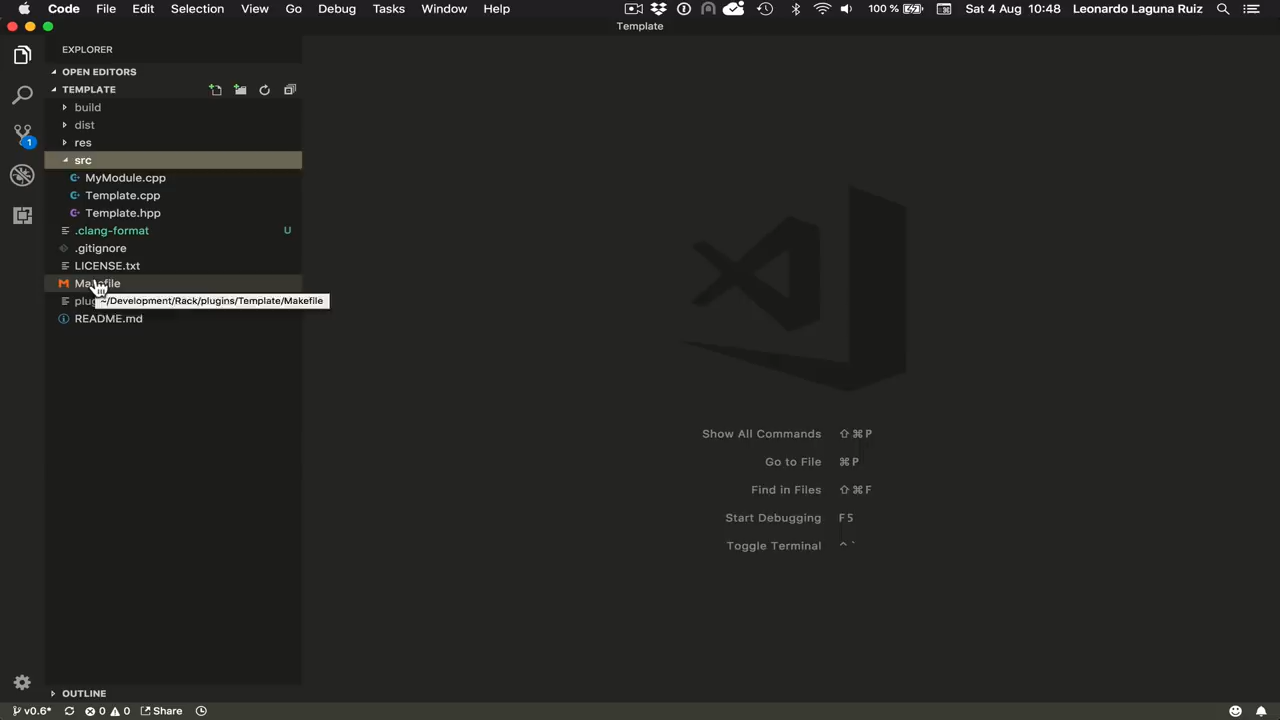 Code File Edit Selection View Go Debug Tasks Window Help 100 % Sat 4 Aug 10:48 Leonardo Laguna Ruiz
Template
EXPLORER
OPEN EDITORS
TEMPLATE
build
dist
1
res
src
MyModule.cpp
Template.cpp
Template.hpp
.clang-format U
.gitignore
LICENSE.txt
Makefile
plug
~/Development/Rack/plugins/Template/Makefile
README.md
Show All Commands ⇧⌘P
Go to File ⌘P
Find in Files ⇧⌘F
Start Debugging F5
Toggle Terminal ⌃`
OUTLINE
v0.6* 0 0 Share